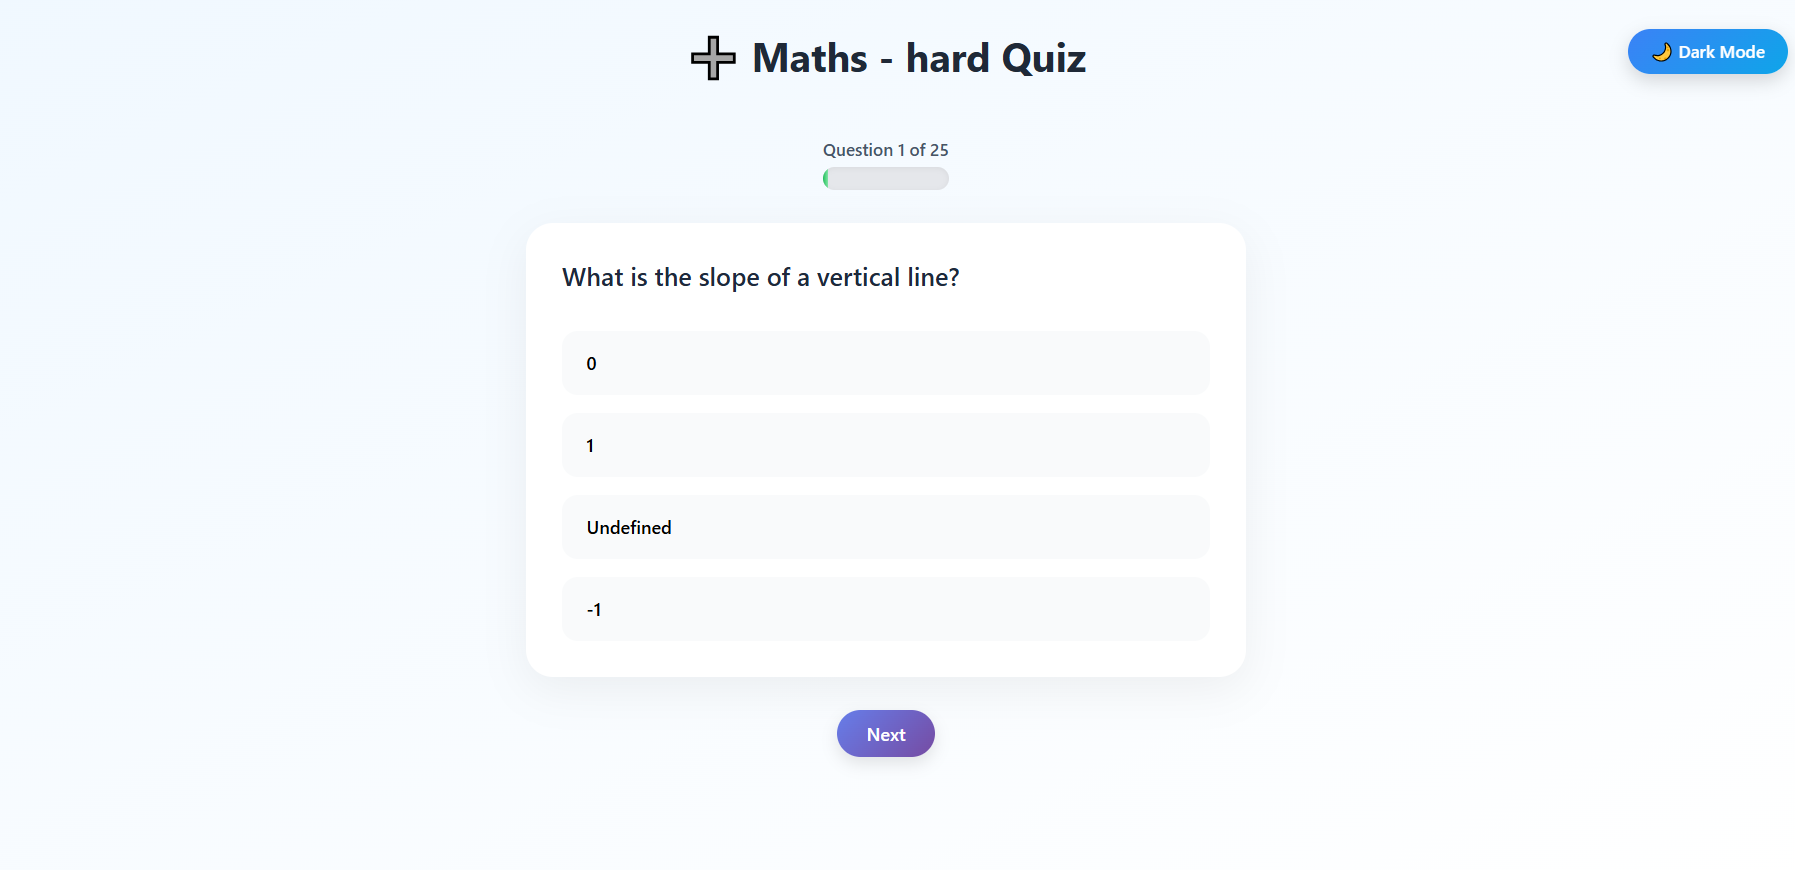 Maths - hard Quiz
Dark Mode
Question 1 of 25
What is the slope of a vertical line?
0
1
Undefined
-1
Next